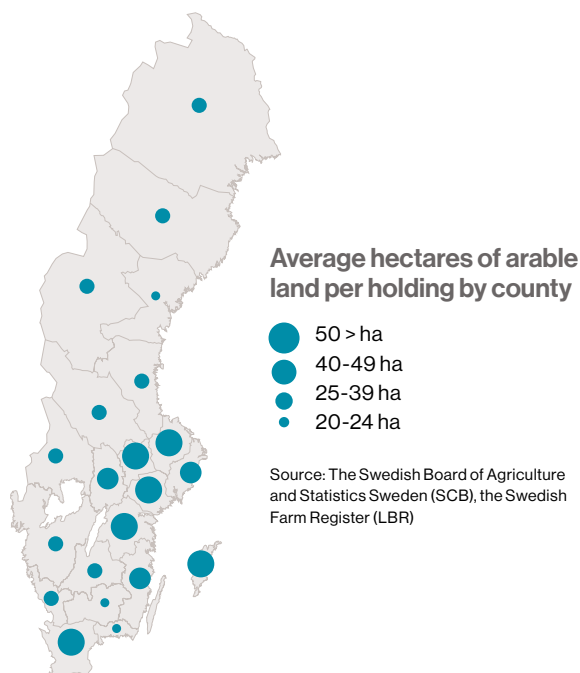 Average hectares of arable
land per holding by county
50 > ha
40-49 ha
25-39 ha
20-24 ha
Source: The Swedish Board of Agriculture
and Statistics Sweden (SCB), the Swedish
Farm Register (LBR)